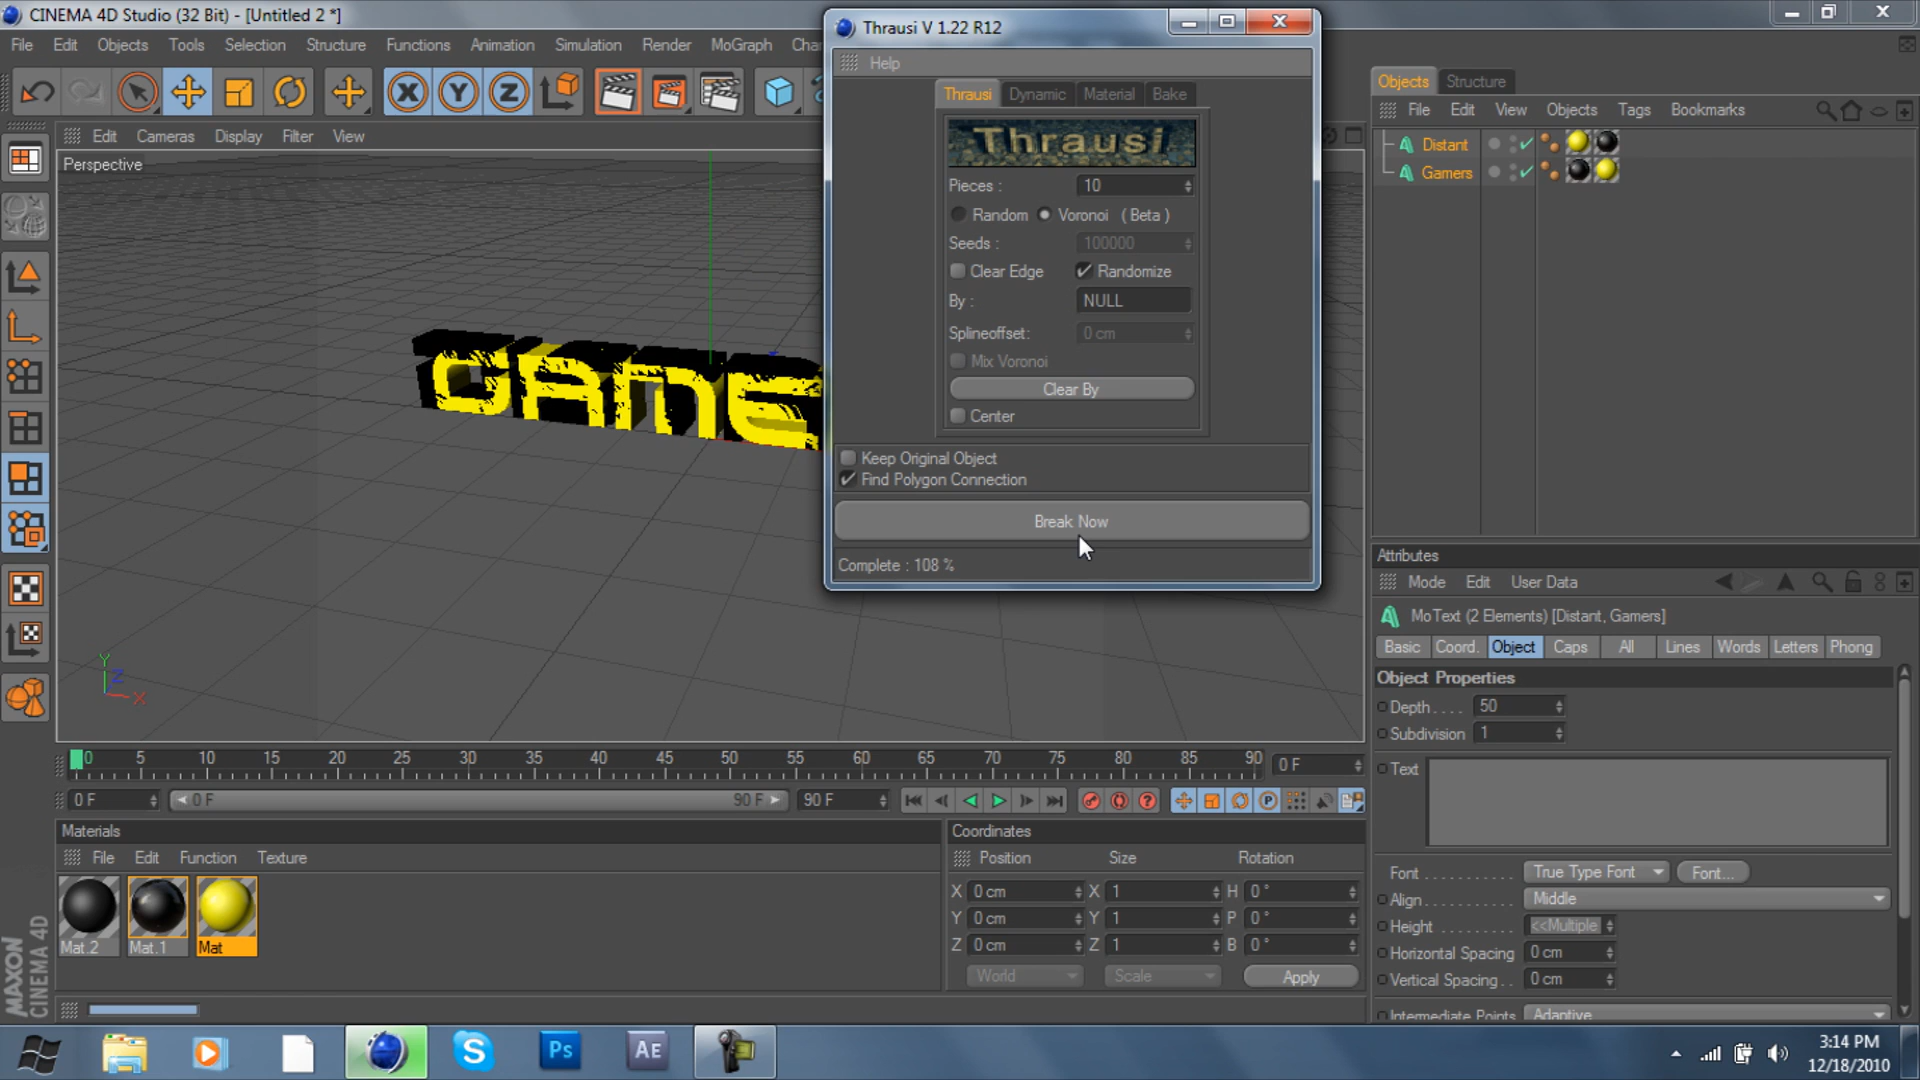 CINEMA 4D Studio (32 Bit) - [Untitled 2 *]
File Edit Objects Tools Selection Structure Functions Animation Simulation Render MoGraph Cha
Edit Cameras Display Filter View
Perspective
GAME
Y
Z
X
Thrausi V 1.22 R12
Help
Thrausi Dynamic Material Bake
Thrausi
Pieces : 10
Random Voronoi ( Beta )
Seeds : 100000
Clear Edge Randomize
By : NULL
Splineoffset: 0 cm
Mix Voronoi
Clear By
Center
Keep Original Object
Find Polygon Connection
Break Now
Complete : 108 %
Objects Structure
File Edit View Objects Tags Bookmarks
Distant
Gamers
Attributes
Mode Edit User Data
MoText (2 Elements) [Distant, Gamers]
Basic Coord. Object Caps All Lines Words Letters Phong
Object Properties
Depth . . . . 50
Subdivision 1
Text
Font . . . . . . . . . . . True Type Font Font...
Align. . . . . . . . . . . Middle
Height . . . . . . . . . <<Multiple
Horizontal Spacing 0 cm
Vertical Spacing . . 0 cm
Intermediate Points Adaptive
0 5 10 15 20 25 30 35 40 45 50 55 60 65 70 75 80 85 90 0 F
0 F 0 F 90 F 90 F
Materials
File Edit Function Texture
Mat.2 Mat.1 Mat
Coordinates
Position Size Rotation
X 0 cm X 1 H 0 °
Y 0 cm Y 1 P 0 °
Z 0 cm Z 1 B 0 °
World Scale Apply
MAXON
CINEMA 4D
Ps AE
3:14 PM
12/18/2010